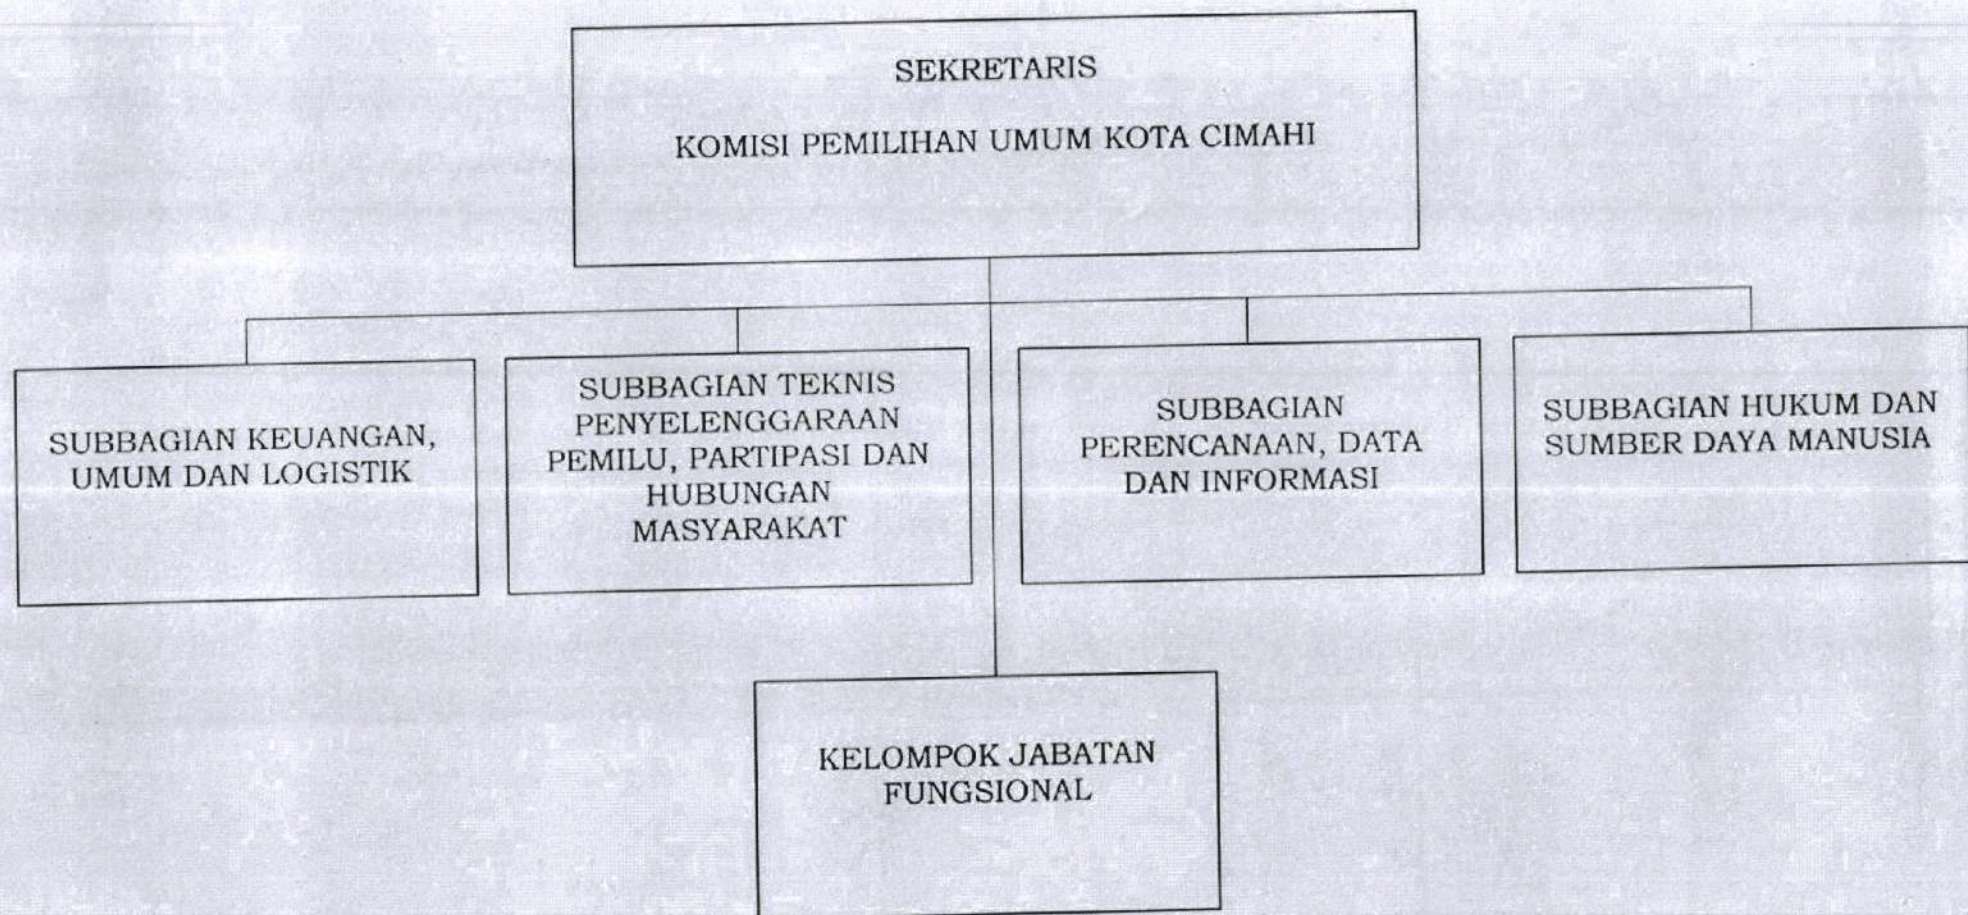 SEKRETARIS
KOMISI PEMILIHAN UMUM KOTA CIMAHI
SUBBAGIAN KEUANGAN,
UMUM DAN LOGISTIK
SUBBAGIAN TEKNIS
PENYELENGGARAAN
PEMILU, PARTIPASI DAN
HUBUNGAN
MASYARAKAT
SUBBAGIAN
PERENCANAAN, DATA
DAN INFORMASI
SUBBAGIAN HUKUM DAN
SUMBER DAYA MANUSIA
KELOMPOK JABATAN
FUNGSIONAL